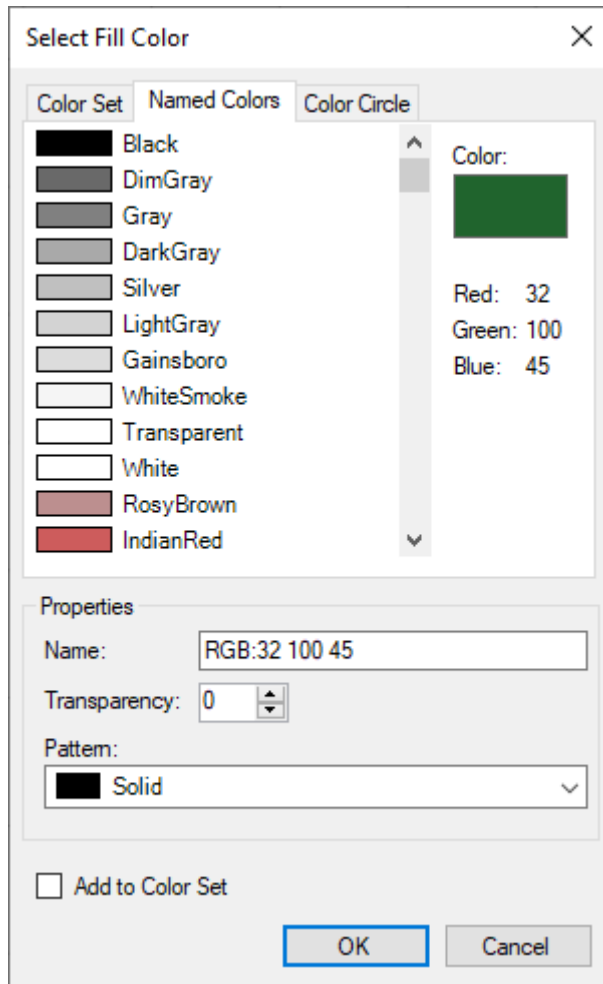 Select Fill Color
Color Set Named Colors Color Circle
Black
DimGray
Gray
DarkGray
Silver
LightGray
Gainsboro
WhiteSmoke
Transparent
White
RosyBrown
IndianRed
Color:
Red: 32
Green: 100
Blue: 45
Properties
Name: RGB:32 100 45
Transparency: 0
Pattern:
Solid
Add to Color Set
OK Cancel